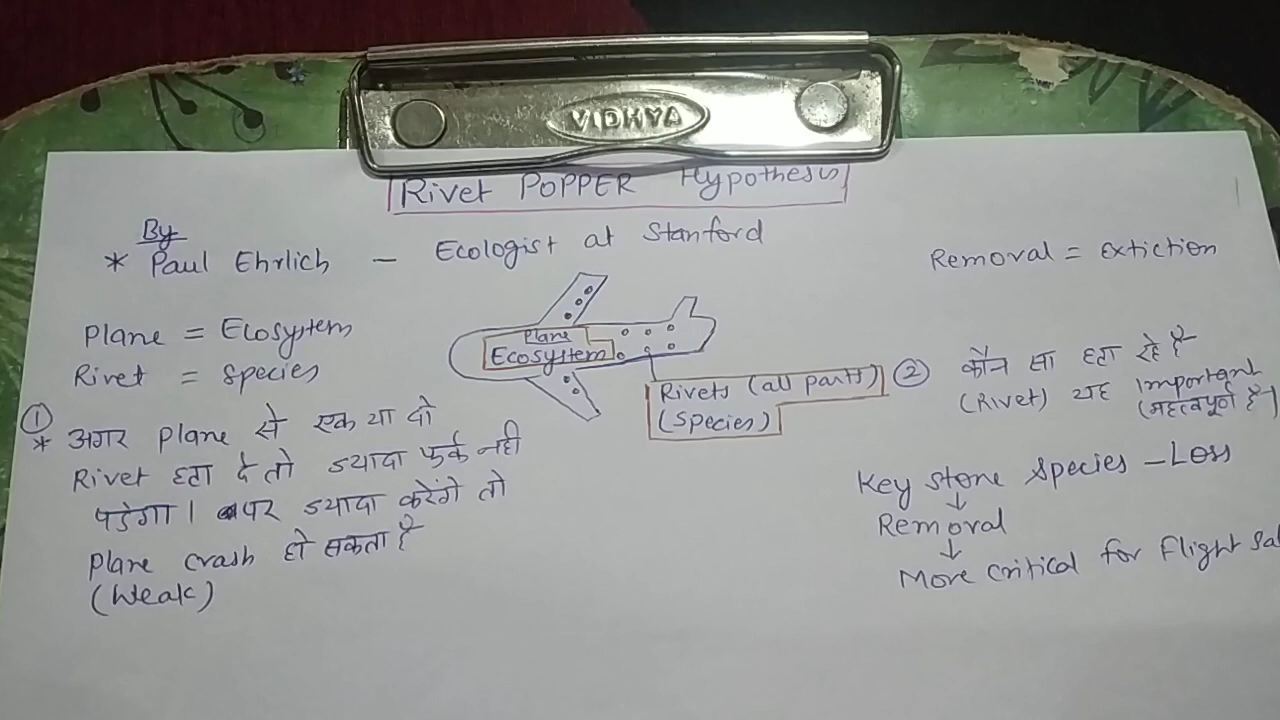 VIDHYA
Rivet POPPER Hypothesis
By
* Paul Ehrlich – Ecologist at Stanford
Removal = extiction
Plane = Ecosystem
Rivet = Species
Plane
Ecosystem
Rivets (all parts)
(Species)
①
* अगर Plane से एक या दो
Rivet हटा दे तो ज्यादा फर्क नही
पडेगा। पर ज्यादा करेंगे तो
Plane crash हो सकता है
(Weak)
② कौन सा हटा रहे है
(Rivet) यह Important
(महत्वपूर्ण है)
Key stone Species – Loss
↓
Removal
↓
More critical for Flight